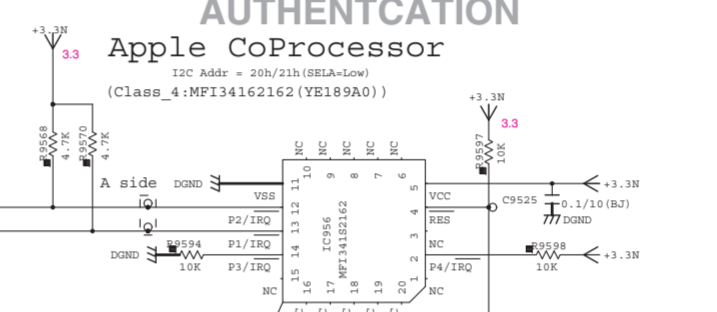 AUTHENTCATION
+3.3N
3.3
Apple CoProcessor
I2C Addr = 20h/21h(SELA=Low)
(Class_4:MFI34162162(YE189A0))
+3.3N
3.3
R9568
4.7K
R9570
4.7K
R9597
10K
NC
NC
NC
NC
NC
10
9
8
7
6
A side
DGND
11
5
+3.3N
VSS
VCC
C9525
0.1/10(BJ)
12
4
P2/IRQ
RES
DGND
IC956
MFI341S2162
13
3
P1/IRQ
NC
R9594
R9598
DGND
14
2
+3.3N
10K
P3/IRQ
P4/IRQ
10K
15
1
NC
NC
16
17
18
19
20